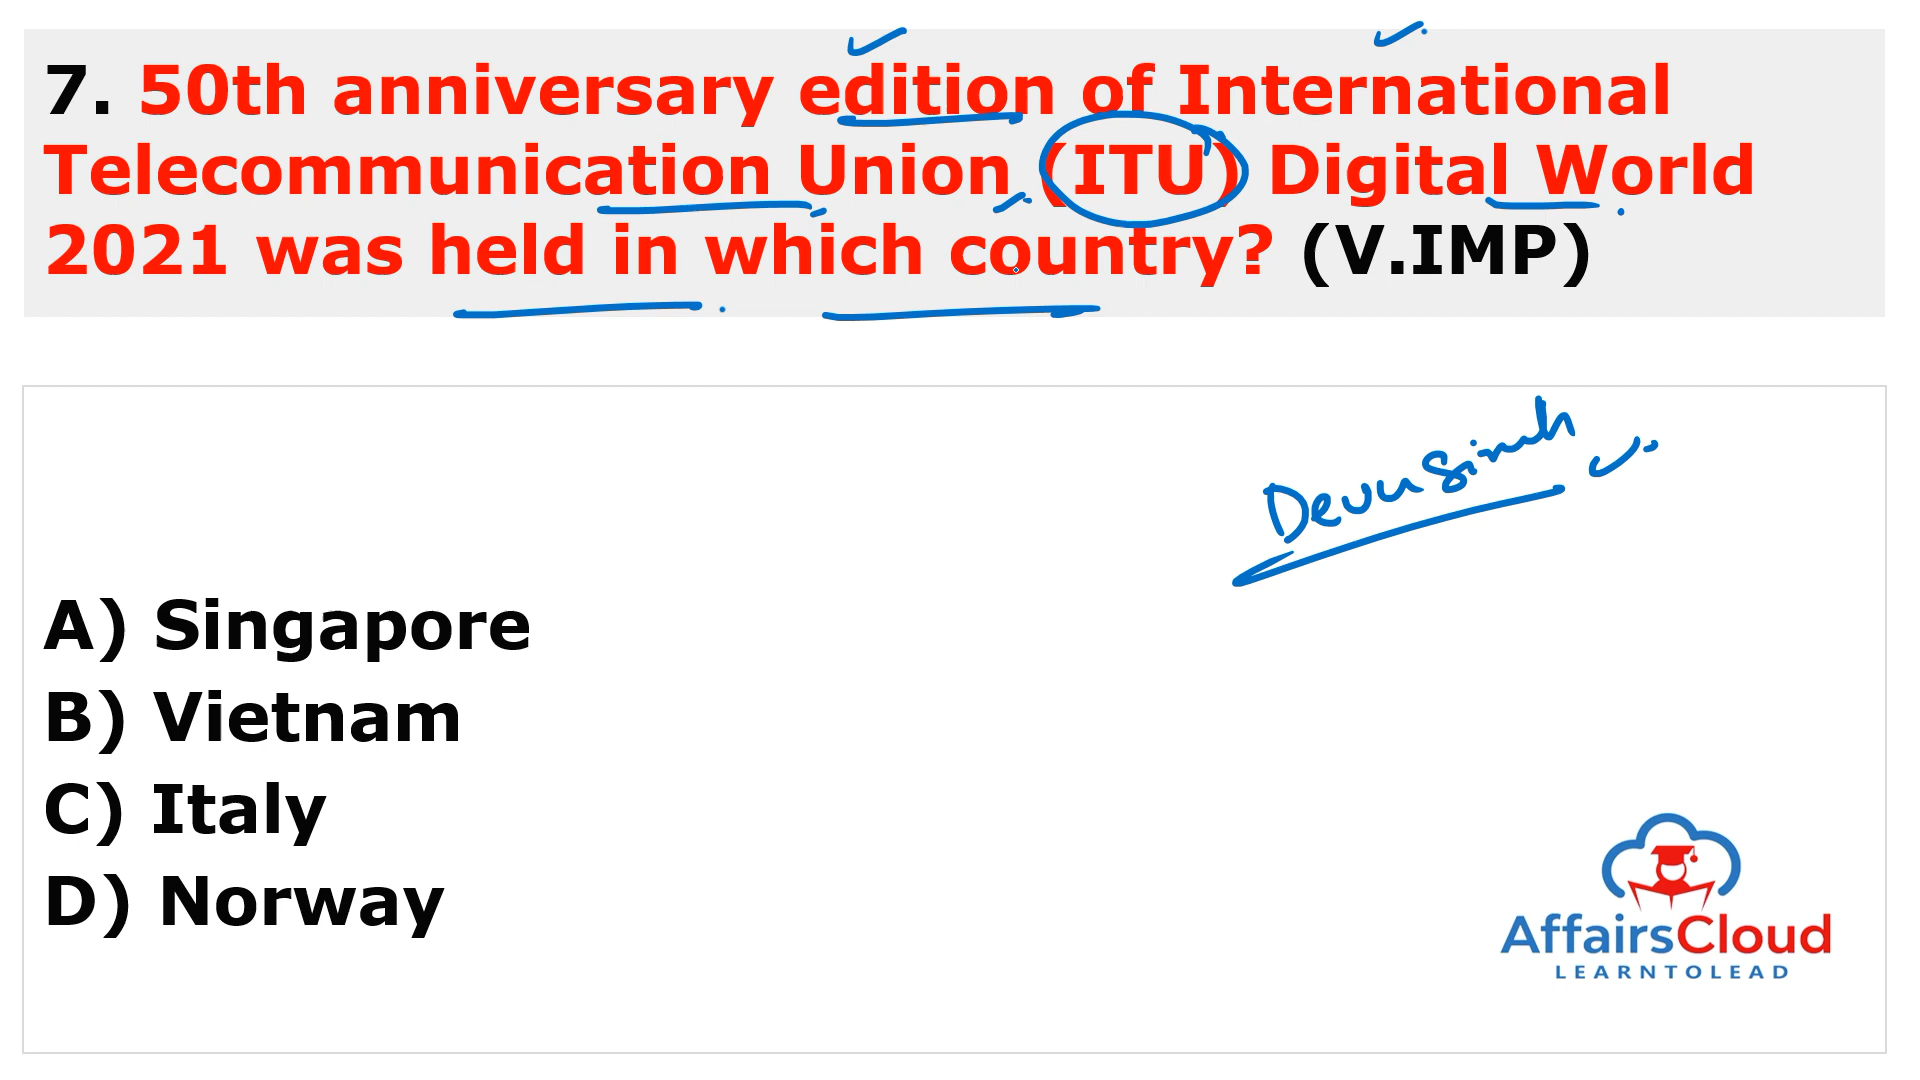 7. 50th anniversary edition of International
Telecommunication Union (ITU) Digital World
2021 was held in which country? (V.IMP)
Devusinh
A) Singapore
B) Vietnam
C) Italy
D) Norway
AffairsCloud
LEARNTOLEAD